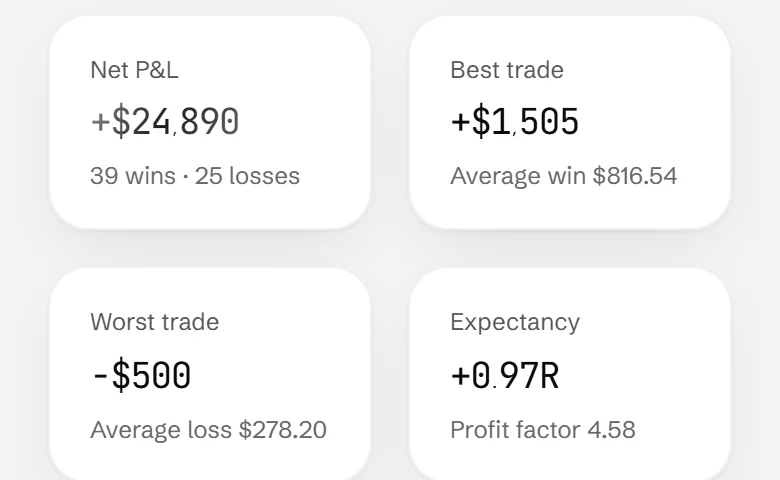 Net P&L
+$24,890
39 wins · 25 losses
Best trade
+$1,505
Average win $816.54
Worst trade
-$500
Average loss $278.20
Expectancy
+0.97R
Profit factor 4.58